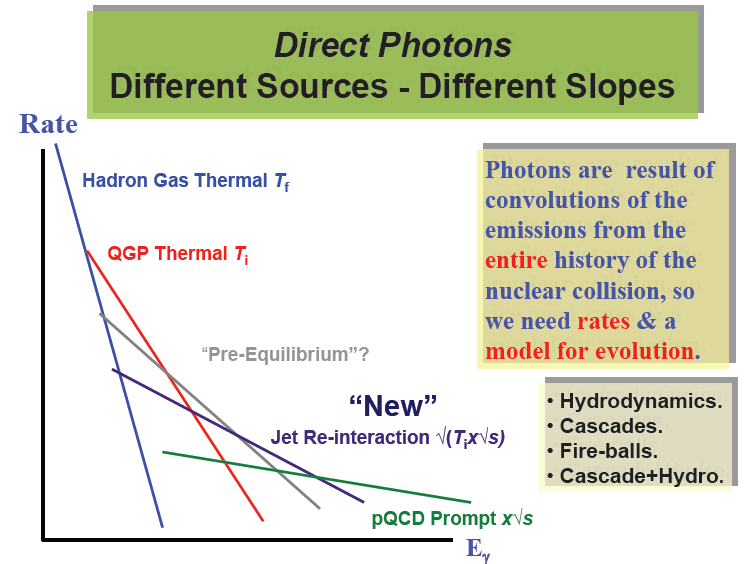 Direct Photons
Different Sources - Different Slopes
Rate
Hadron Gas Thermal Tf
QGP Thermal Ti
“Pre-Equilibrium”?
“New”
Jet Re-interaction √(Tix√s)
pQCD Prompt x√s
Eγ
Photons are result of
convolutions of the
emissions from the
entire history of the
nuclear collision, so
we need rates & a
model for evolution.
• Hydrodynamics.
• Cascades.
• Fire-balls.
• Cascade+Hydro.